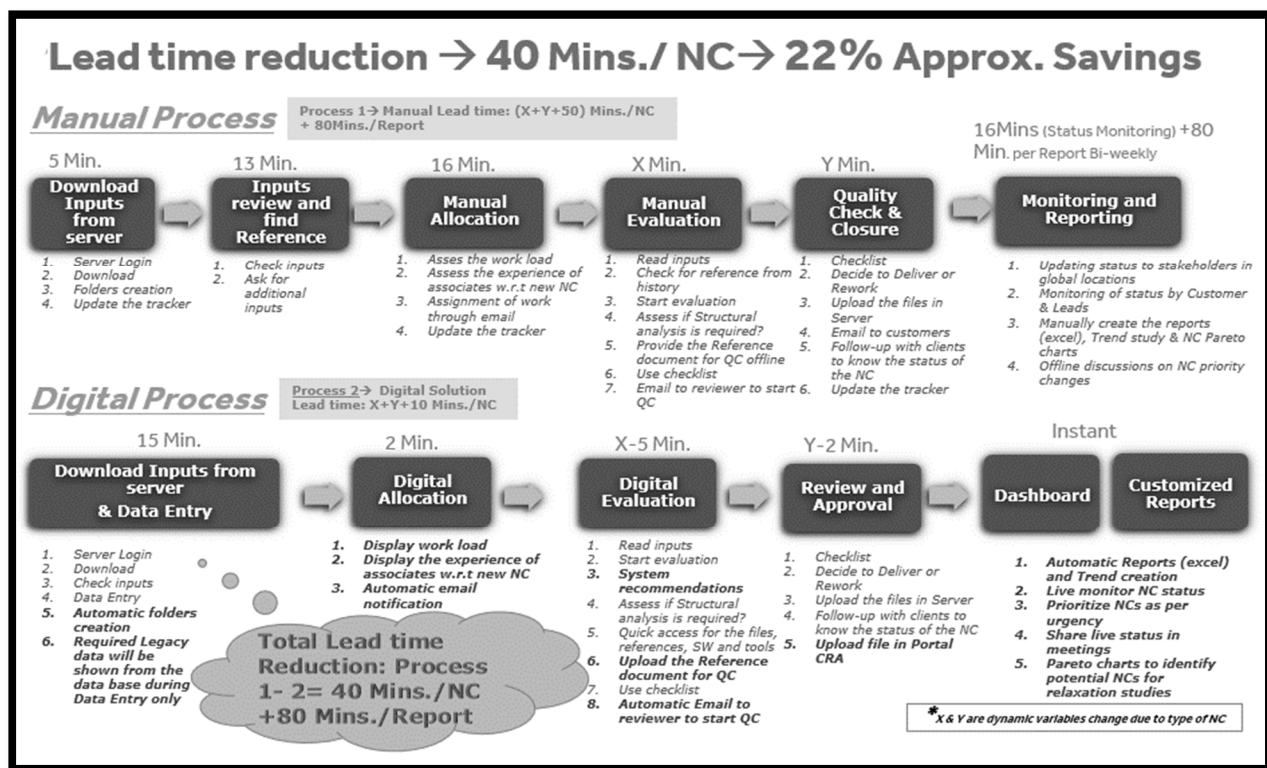 Lead time reduction → 40 Mins./ NC→ 22% Approx. Savings
Manual Process
Process 1→ Manual Lead time: (X+Y+50) Mins./NC
+ 80Mins./Report
5 Min.
Download
Inputs
from
server
1. Server Login
2. Download
3. Folders creation
4. Update the tracker
13 Min.
Inputs
review and
find
Reference
1. Check inputs
2. Ask for
additional
inputs
16 Min.
Manual
Allocation
1. Asses the work load
2. Assess the experience of
associates w.r.t new NC
3. Assignment of work
through email
4. Update the tracker
X Min.
Manual
Evaluation
1. Read inputs
2. Check for reference from
history
3. Start evaluation
4. Assess if Structural
analysis is required?
5. Provide the Reference
document for QC offline
6. Use checklist
7. Email to reviewer to start
QC
Y Min.
Quality
Check &
Closure
1. Checklist
2. Decide to Deliver or
Rework
3. Upload the files in
Server
4. Email to customers
5. Follow-up with clients
to know the status of
the NC
6. Update the tracker
16Mins (Status Monitoring) +80
Min. per Report Bi-weekly
Monitoring and
Reporting
1. Updating status to stakeholders in
global locations
2. Monitoring of status by Customer
& Leads
3. Manually create the reports
(excel), Trend study & NC Pareto
charts
4. Offline discussions on NC priority
changes
Digital Process
Process 2→ Digital Solution
Lead time: X+Y+10 Mins./NC
15 Min.
Download Inputs from
server
& Data Entry
1. Server Login
2. Download
3. Check inputs
4. Data Entry
5. Automatic folders
creation
6. Required Legacy
data will be
shown from the
data base during
Data Entry only
2 Min.
Digital
Allocation
1. Display work load
2. Display the experience of
associates w.r.t new NC
3. Automatic email
notification
Total Lead time
Reduction: Process
1- 2= 40 Mins./NC
+80 Mins./Report
X-5 Min.
Digital
Evaluation
1. Read inputs
2. Start evaluation
3. System
recommendations
4. Assess if Structural
analysis is required?
5. Quick access for the files,
references, SW and tools
6. Upload the Reference
document for QC
7. Use checklist
8. Automatic Email to
reviewer to start QC
Y-2 Min.
Review and
Approval
1. Checklist
2. Decide to Deliver or
Rework
3. Upload the files in Server
4. Follow-up with clients to
know the status of the NC
5. Upload file in Portal
CRA
Instant
Dashboard
Customized
Reports
1. Automatic Reports (excel)
and Trend creation
2. Live monitor NC status
3. Prioritize NCs as per
urgency
4. Share live status in
meetings
5. Pareto charts to identify
potential NCs for
relaxation studies
*X & Y are dynamic variables change due to type of NC